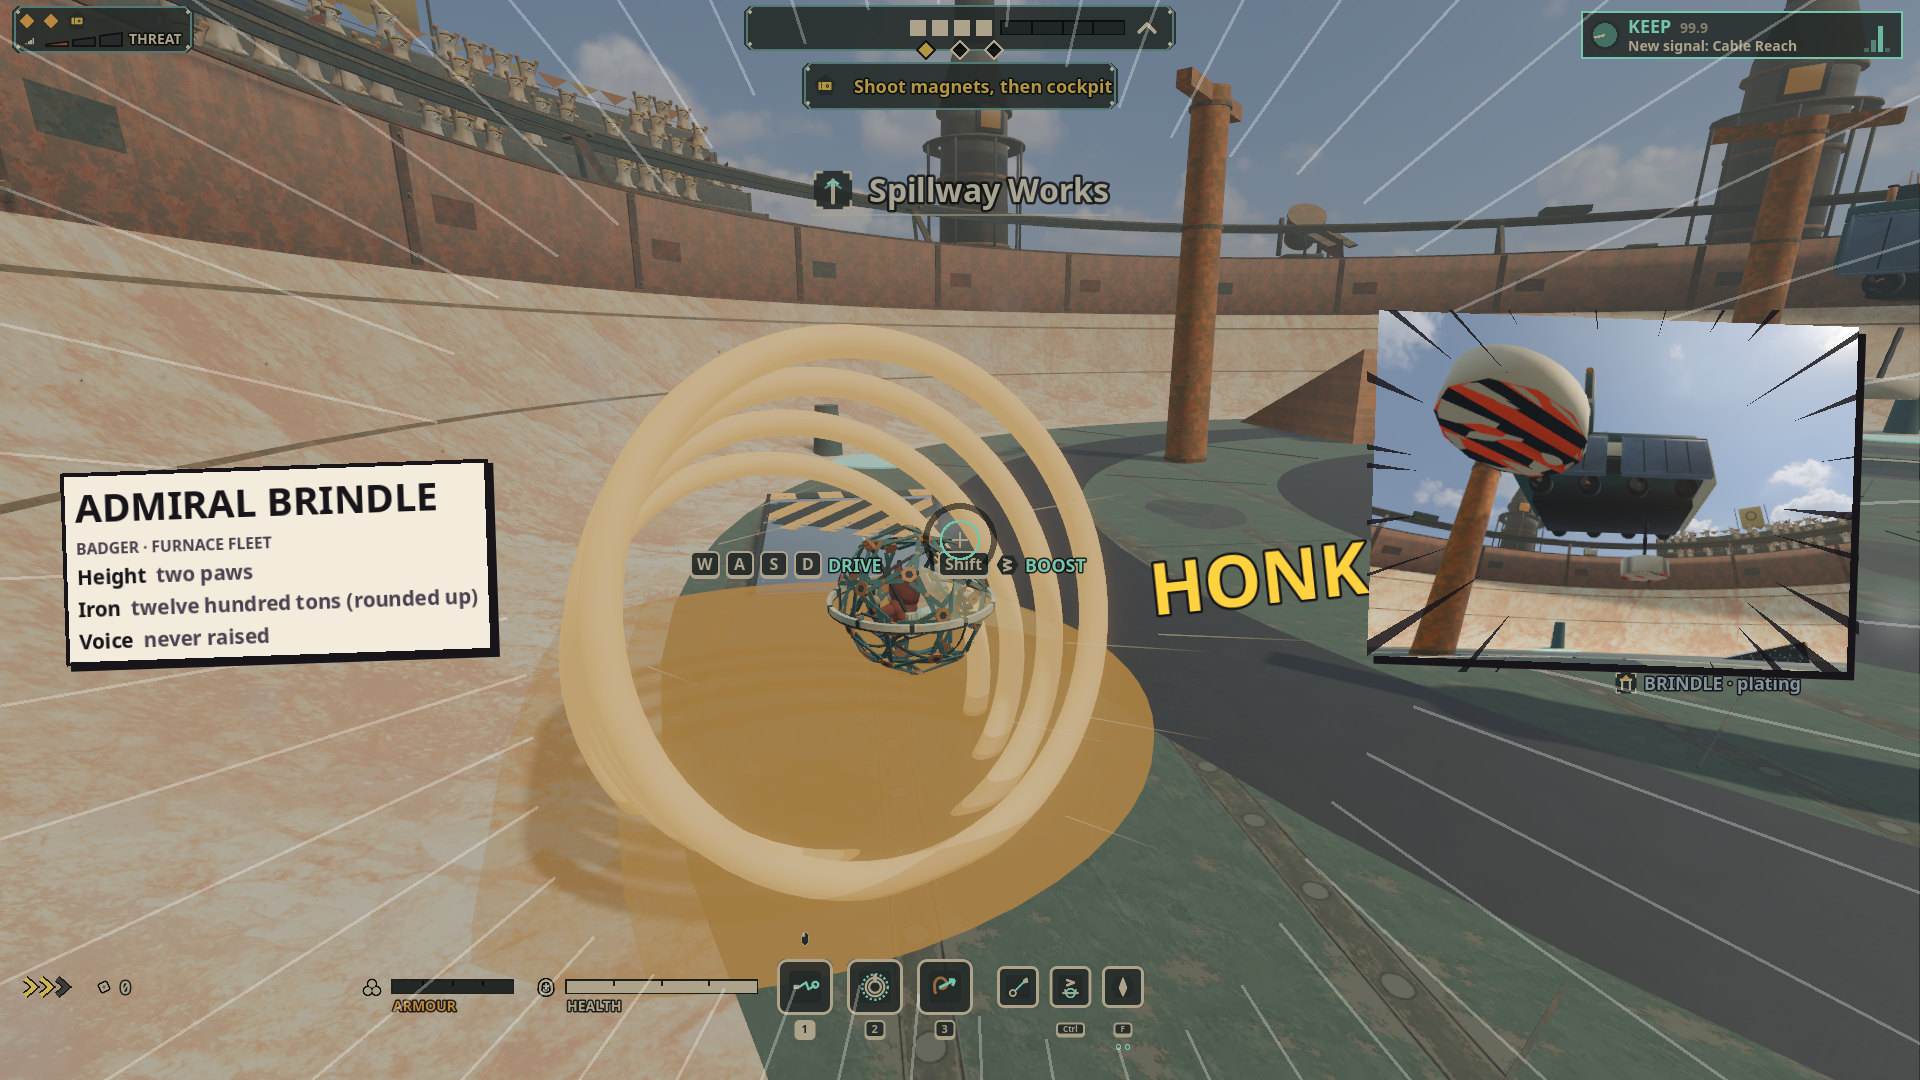 THREAT
Shoot magnets, then cockpit
KEEP 99.9
New signal: Cable Reach
Spillway Works
ADMIRAL BRINDLE
BADGER · FURNACE FLEET
Height two paws
Iron twelve hundred tons (rounded up)
Voice never raised
W A S D DRIVE
Shift BOOST
HONK
BRINDLE · plating
0
ARMOUR
HEALTH
1
2
3
Ctrl
F